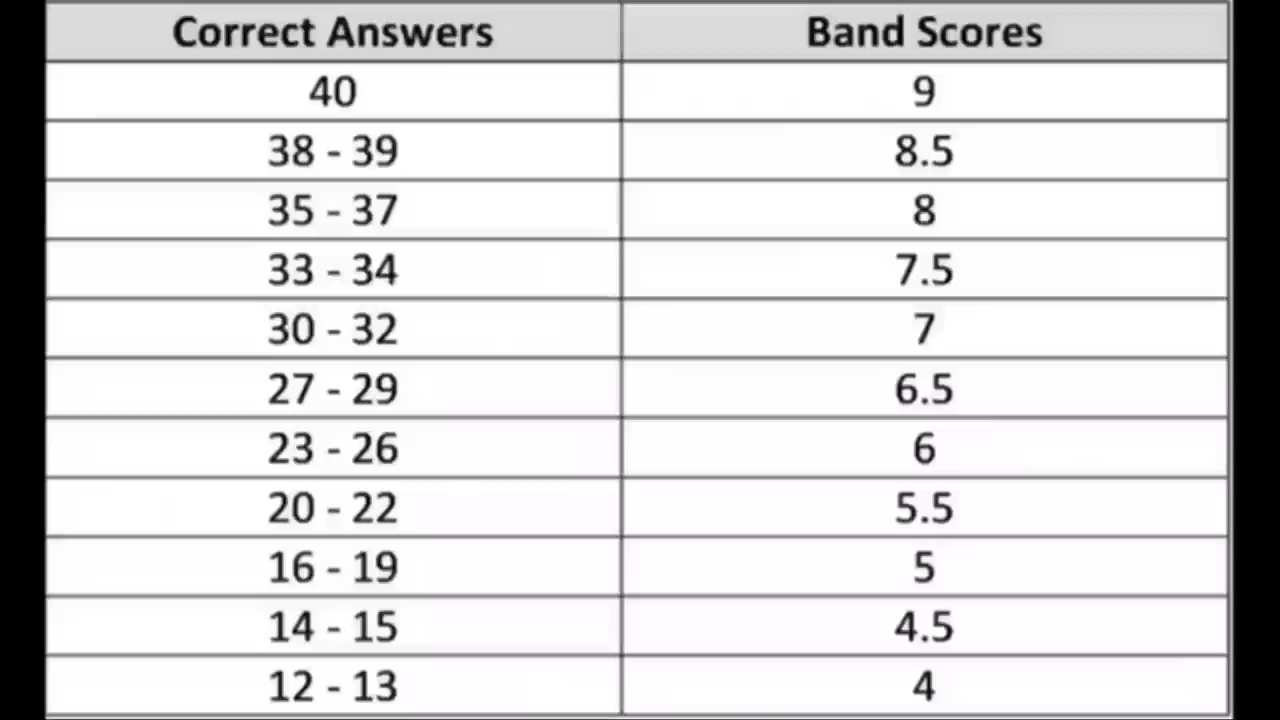 Correct Answers Band Scores
40 9
38 - 39 8.5
35 - 37 8
33 - 34 7.5
30 - 32 7
27 - 29 6.5
23 - 26 6
20 - 22 5.5
16 - 19 5
14 - 15 4.5
12 - 13 4